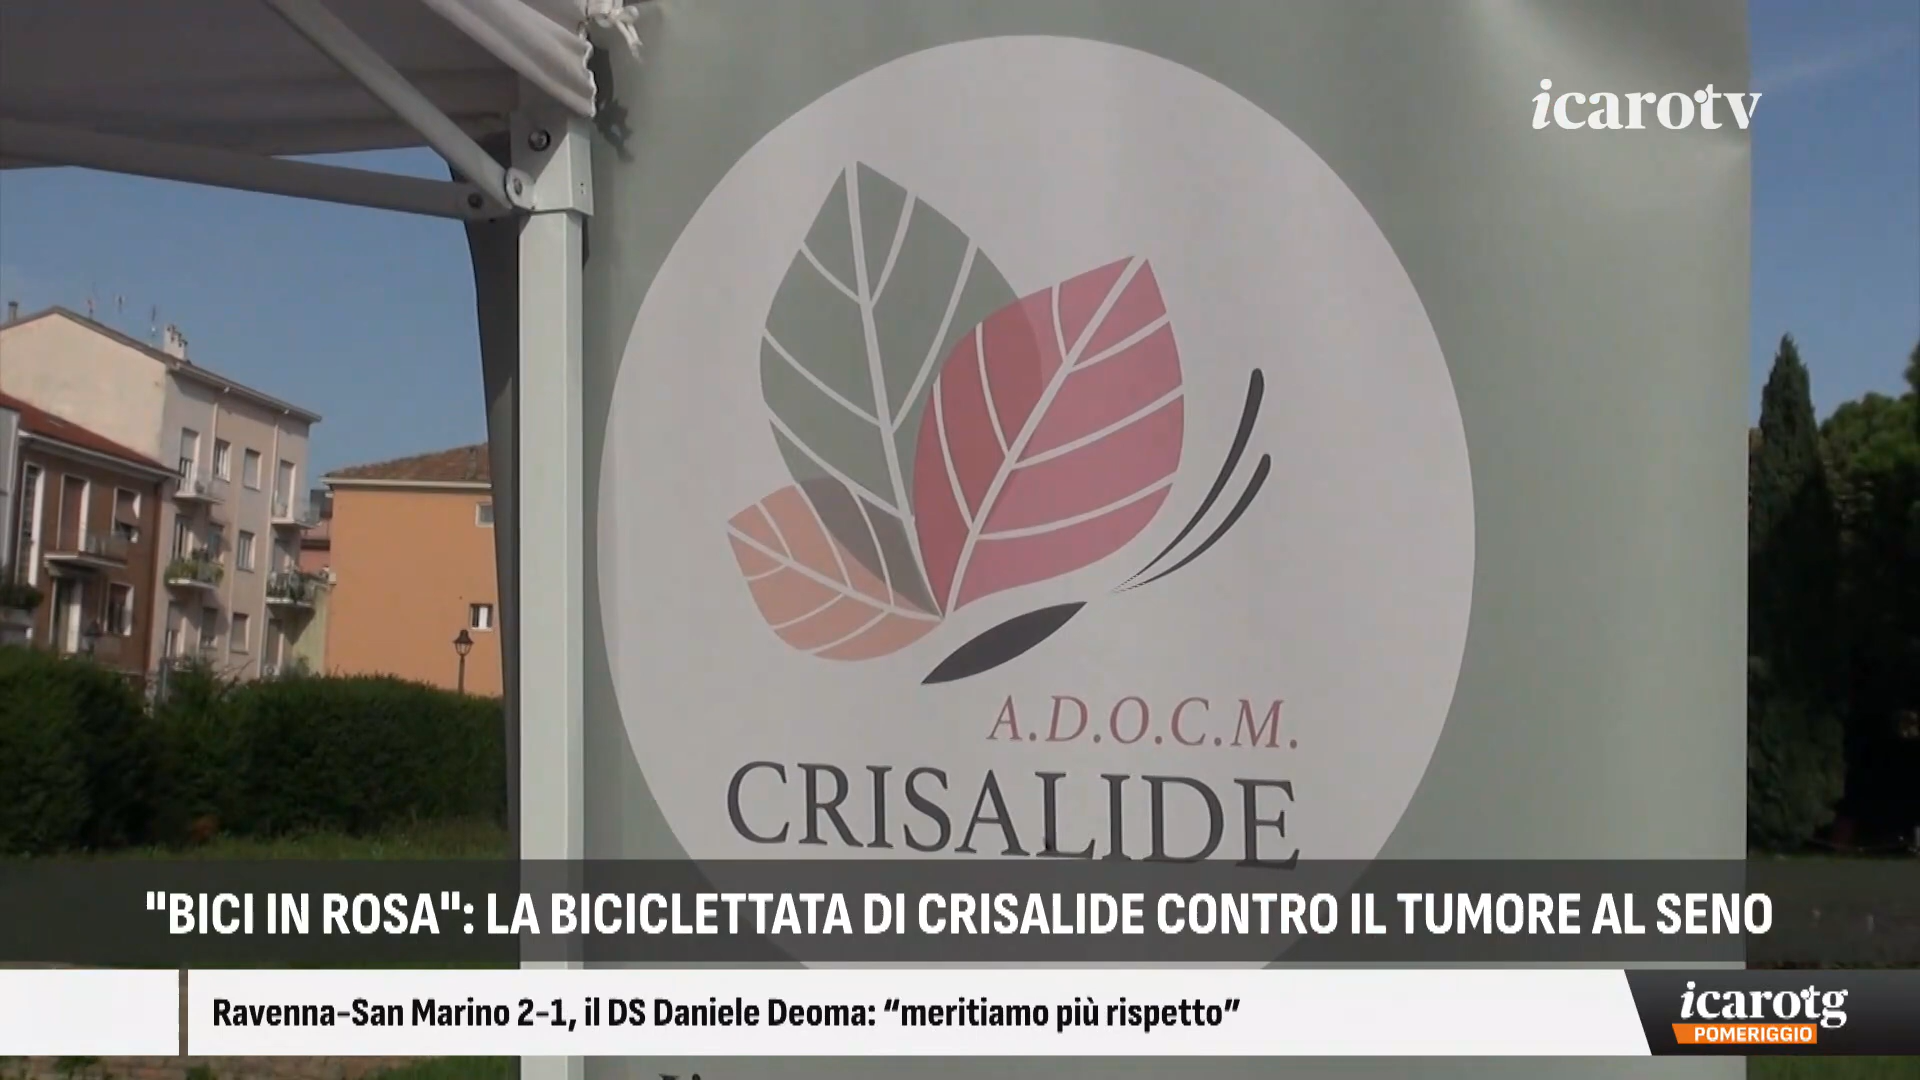 icarotv
A.D.O.C.M.
CRISALIDE
"BICI IN ROSA": LA BICICLETTATA DI CRISALIDE CONTRO IL TUMORE AL SENO
Ravenna-San Marino 2-1, il DS Daniele Deoma: “meritiamo più rispetto”
icarotg
POMERIGGIO